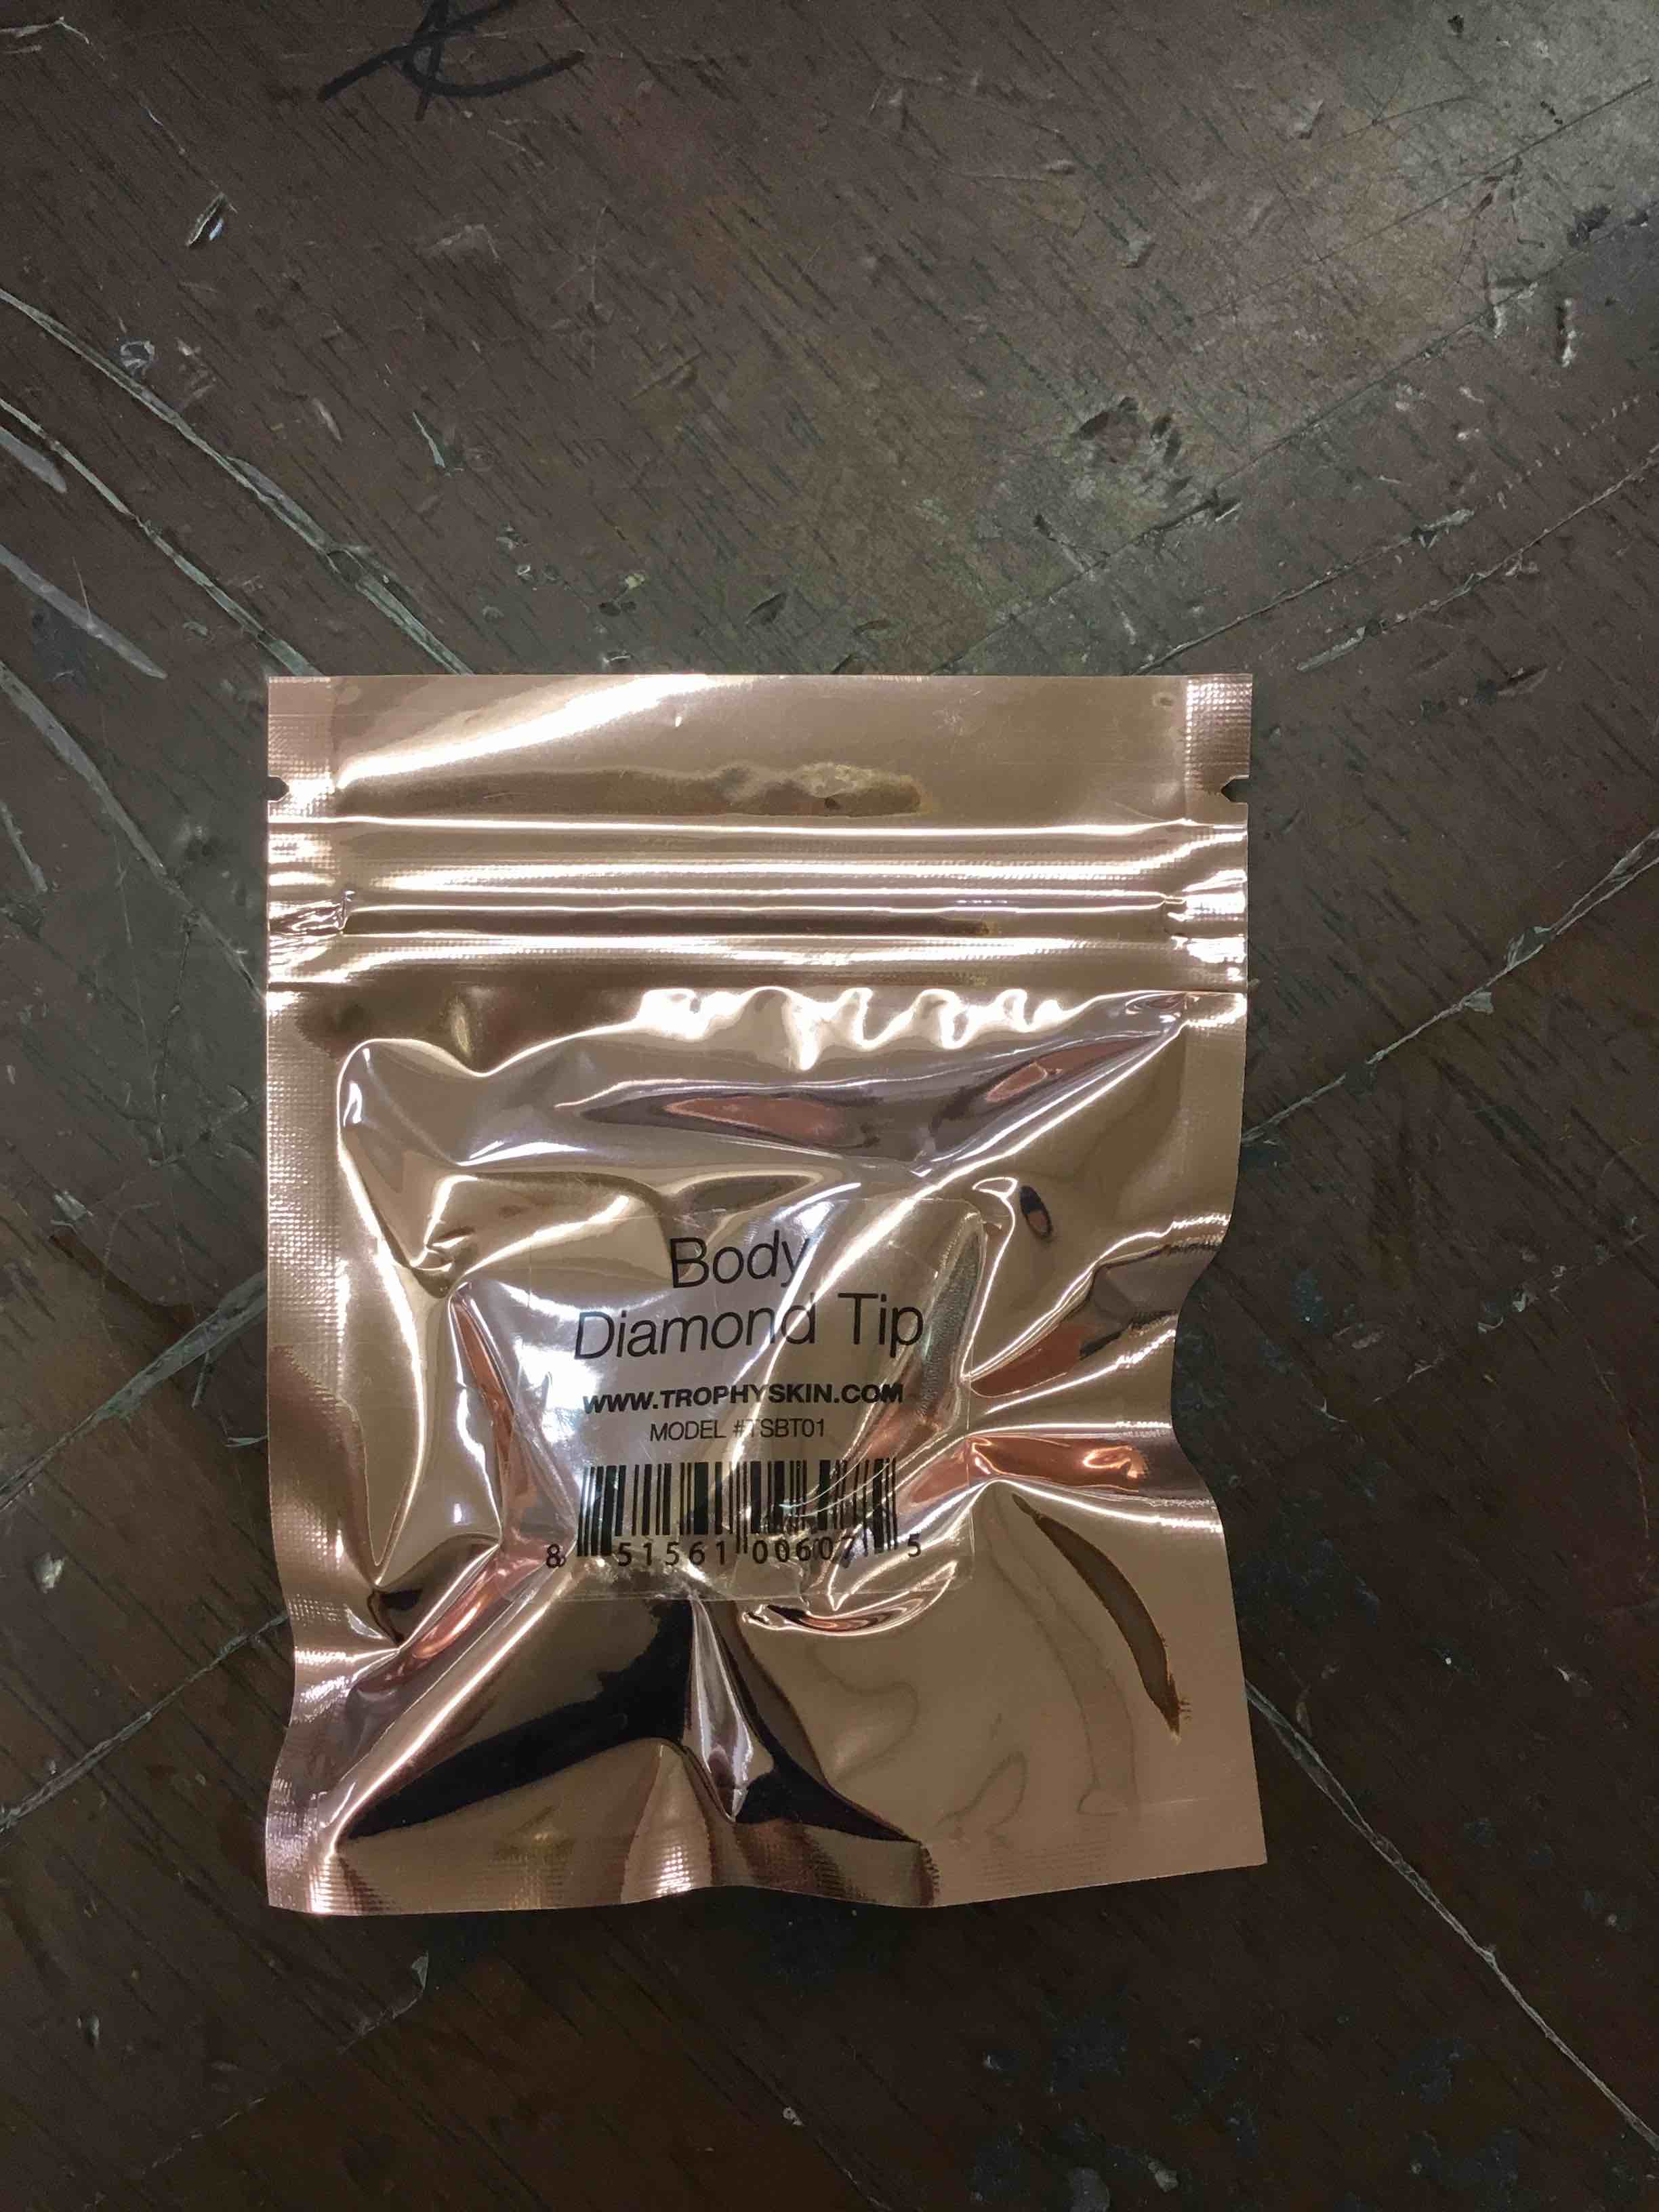 Body
Diamond Tip
WWW.TROPHYSKIN.COM
MODEL #TSBT01
8 51561 00607 5